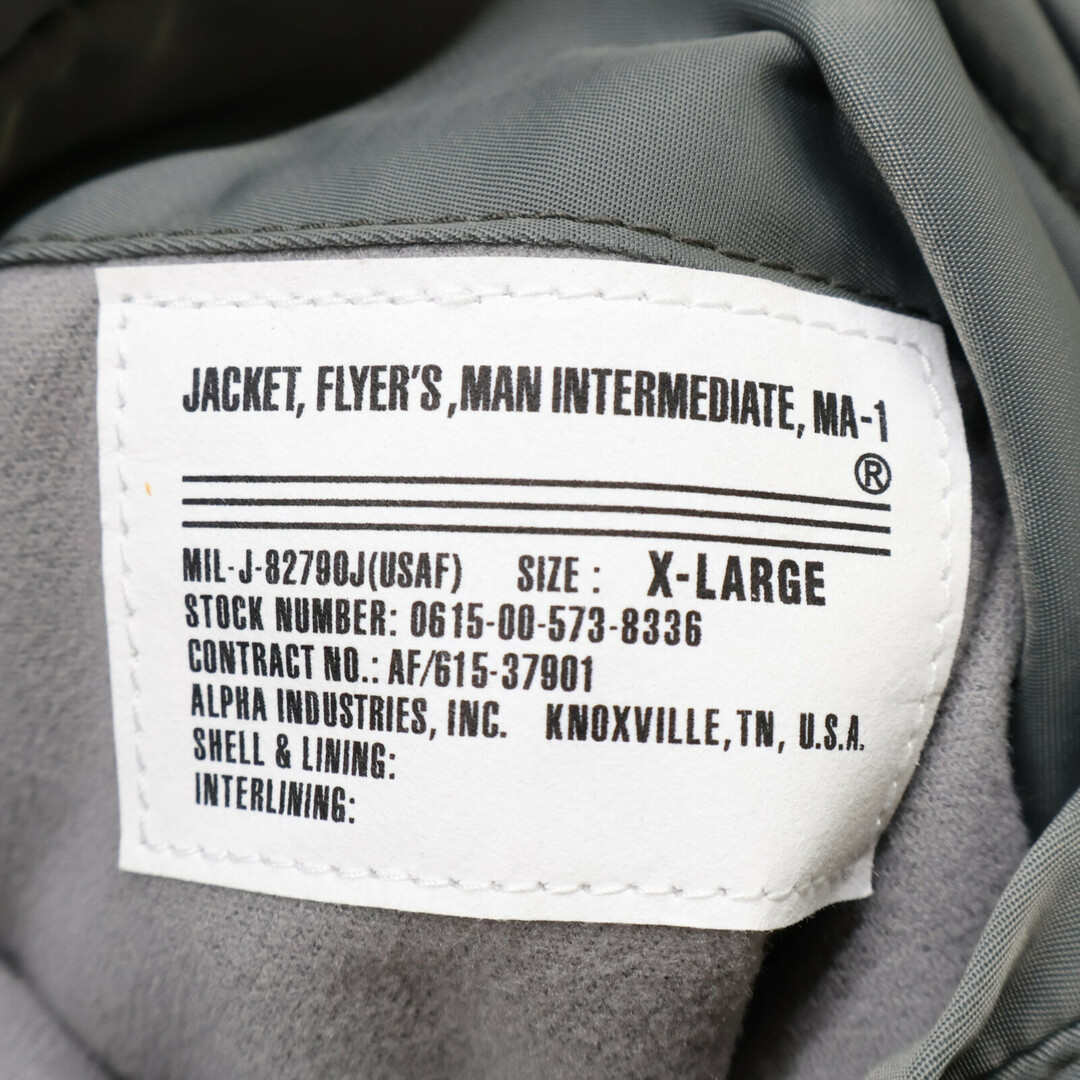 JACKET, FLYER'S ,MAN INTERMEDIATE, MA-1
®
MIL-J-82790J(USAF) SIZE : X-LARGE
STOCK NUMBER: 0615-00-573-8336
CONTRACT NO.: AF/615-37901
ALPHA INDUSTRIES, INC. KNOXVILLE, TN, U.S.A.
SHELL & LINING:
INTERLINING: